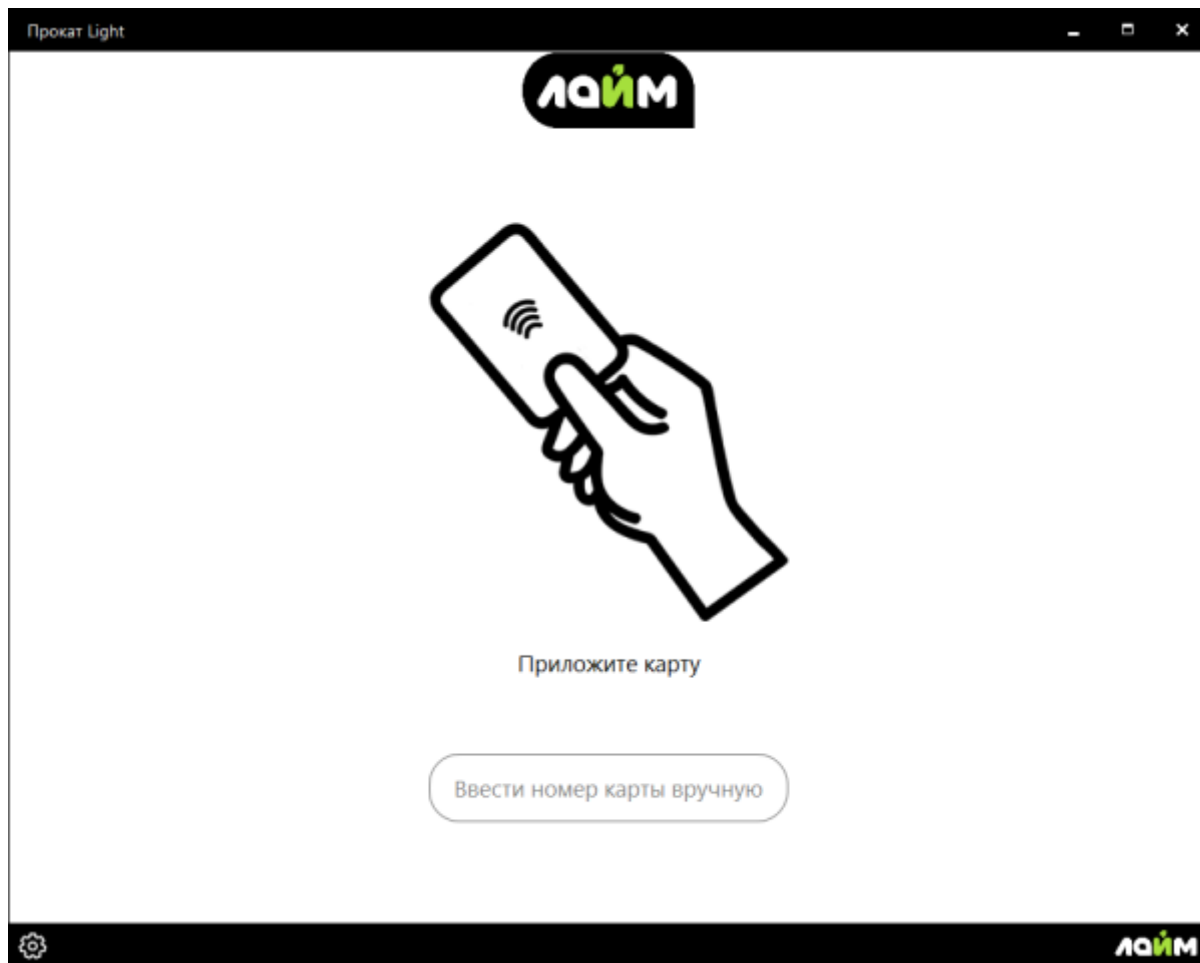 Прокат Light
лайм
Приложите карту
Ввести номер карты вручную
лайм